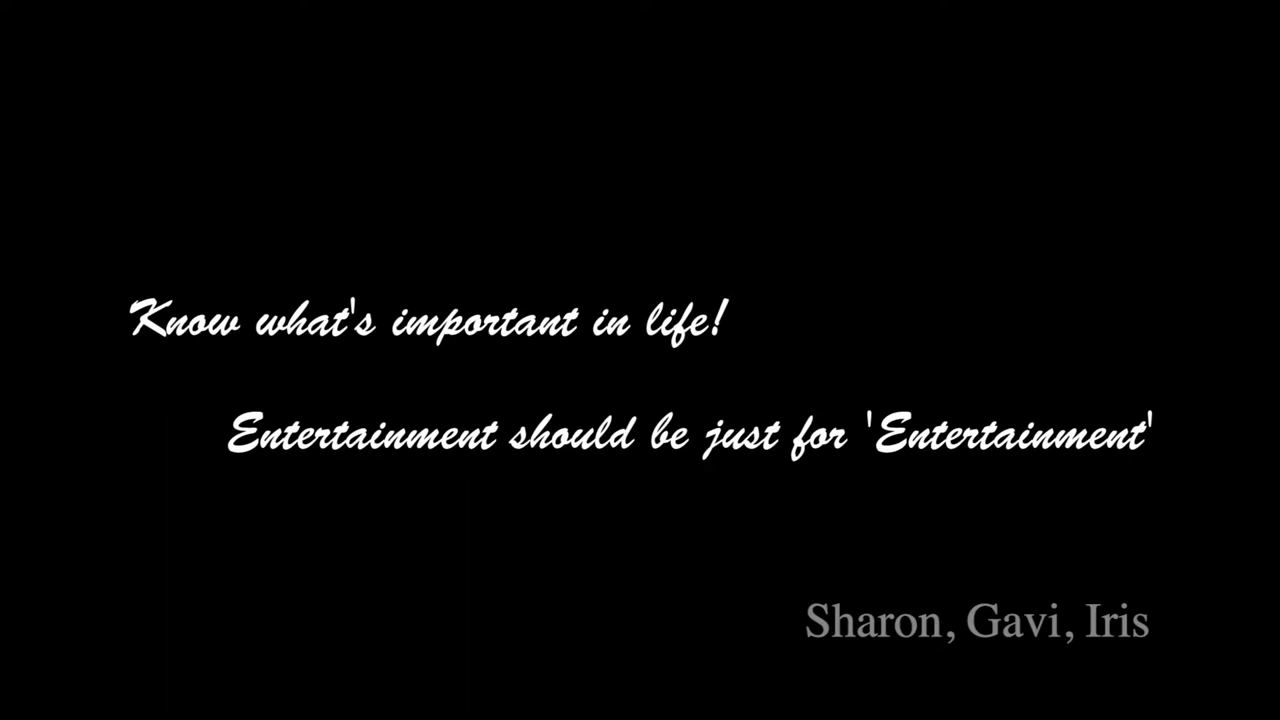 Know what's important in life!
Entertainment should be just for 'Entertainment'
Sharon, Gavi, Iris